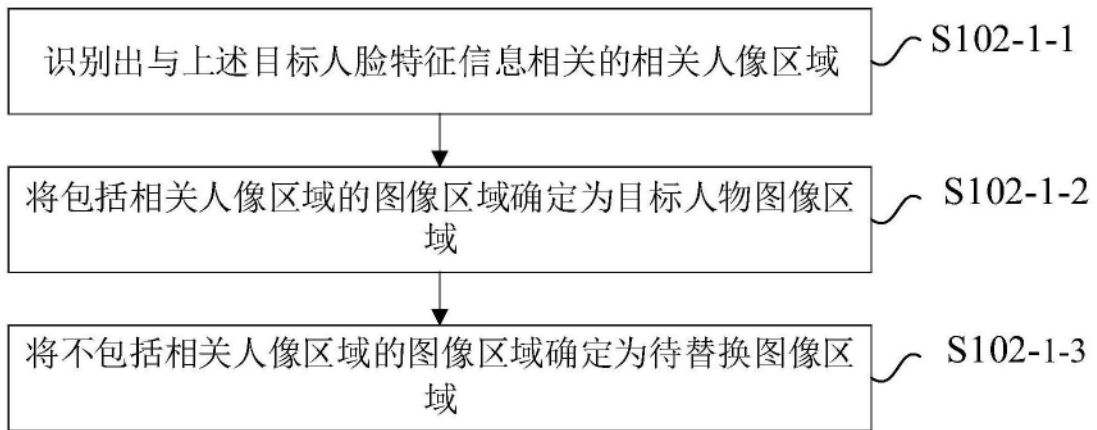 识别出与上述目标人脸特征信息相关的相关人像区域
S102-1-1
将包括相关人像区域的图像区域确定为目标人物图像区
域
S102-1-2
将不包括相关人像区域的图像区域确定为待替换图像区
域
S102-1-3